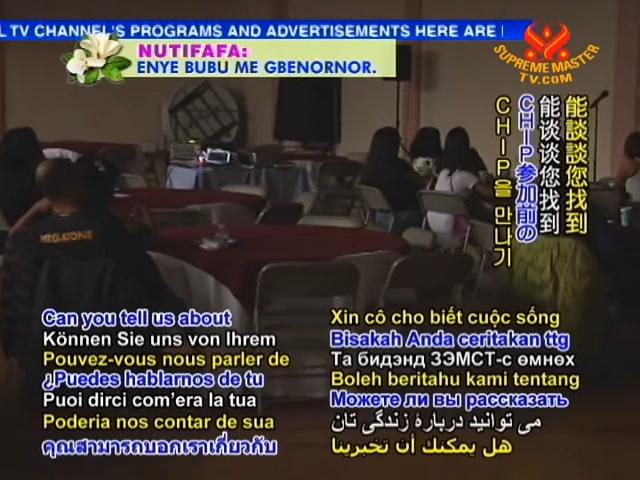 L TV CHANNEL'S PROGRAMS AND ADVERTISEMENTS HERE ARE
NUTIFAFA:
ENYE BUBU ME GBENORNOR.
SUPREME MASTER
TV.COM
能談談您找到
能谈谈您找到
CHIP参加前の
CHIP을 만나기
MEGATONE
Can you tell us about
Können Sie uns von Ihrem
Pouvez-vous nous parler de
¿Puedes hablarnos de tu
Puoi dirci com'era la tua
Poderia nos contar de sua
คุณสามารถบอกเราเกี่ยวกับ
Xin cô cho biết cuộc sống
Bisakah Anda ceritakan ttg
Та бидэнд ЗЭМСТ-с өмнөх
Boleh beritahu kami tentang
Можете ли вы рассказать
می توانید دربارۀ زندگی تان
هل يمكنك أن تخبرينا